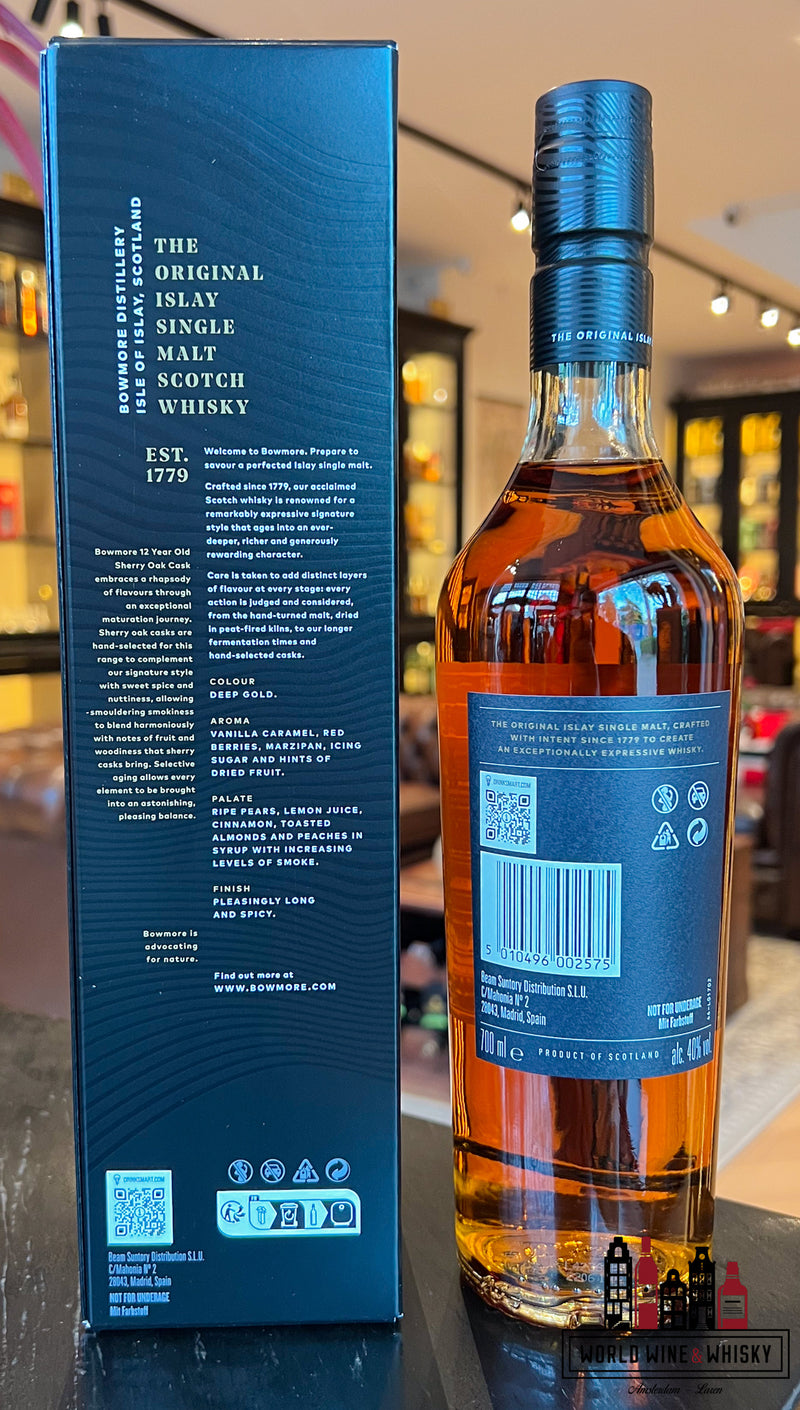 BOWMORE DISTILLERY
ISLE OF ISLAY, SCOTLAND
THE
ORIGINAL
ISLAY
SINGLE
MALT
SCOTCH
WHISKY
EST.
1779
Welcome to Bowmore. Prepare to
savour a perfected Islay single malt.
Crafted since 1779, our acclaimed
Scotch whisky is renowned for a
remarkably expressive signature
style that ages into an ever-
deeper, richer and generously
rewarding character.
Care is taken to add distinct layers
of flavour at every stage: every
action is judged and considered,
from the hand-turned malt, dried
in peat-fired kilns, to our longer
fermentation times and
hand-selected casks.
Bowmore 12 Year Old
Sherry Oak Cask
embraces a rhapsody
of flavours through
an exceptional
maturation journey.
Sherry oak casks are
hand-selected for this
range to complement
our signature style
with sweet spice and
nuttiness, allowing
-smouldering smokiness
to blend harmoniously
with notes of fruit and
woodiness that sherry
casks bring. Selective
aging allows every
element to be brought
into an astonishing,
pleasing balance.
COLOUR
DEEP GOLD.
AROMA
VANILLA CARAMEL, RED
BERRIES, MARZIPAN, ICING
SUGAR AND HINTS OF
DRIED FRUIT.
PALATE
RIPE PEARS, LEMON JUICE,
CINNAMON, TOASTED
ALMONDS AND PEACHES IN
SYRUP WITH INCREASING
LEVELS OF SMOKE.
FINISH
PLEASINGLY LONG
AND SPICY.
Bowmore is
advocating
for nature.
Find out more at
WWW.BOWMORE.COM
DRINKSMART.COM
Beam Suntory Distribution S.L.U.
C/Mahonia Nº 2
28043, Madrid, Spain
NOT FOR UNDERAGE
Mit Farbstoff
THE ORIGINAL ISLAY
THE ORIGINAL ISLAY SINGLE MALT, CRAFTED
WITH INTENT SINCE 1779 TO CREATE
AN EXCEPTIONALLY EXPRESSIVE WHISKY.
DRINKSMART.COM
5 010496 002575
Beam Suntory Distribution S.L.U.
C/Mahonia Nº 2
28043, Madrid, Spain
NOT FOR UNDERAGE
Mit Farbstoff
700 ml e PRODUCT OF SCOTLAND alc. 40% vol.
WORLD WINE & WHISKY
Amsterdam - Laren